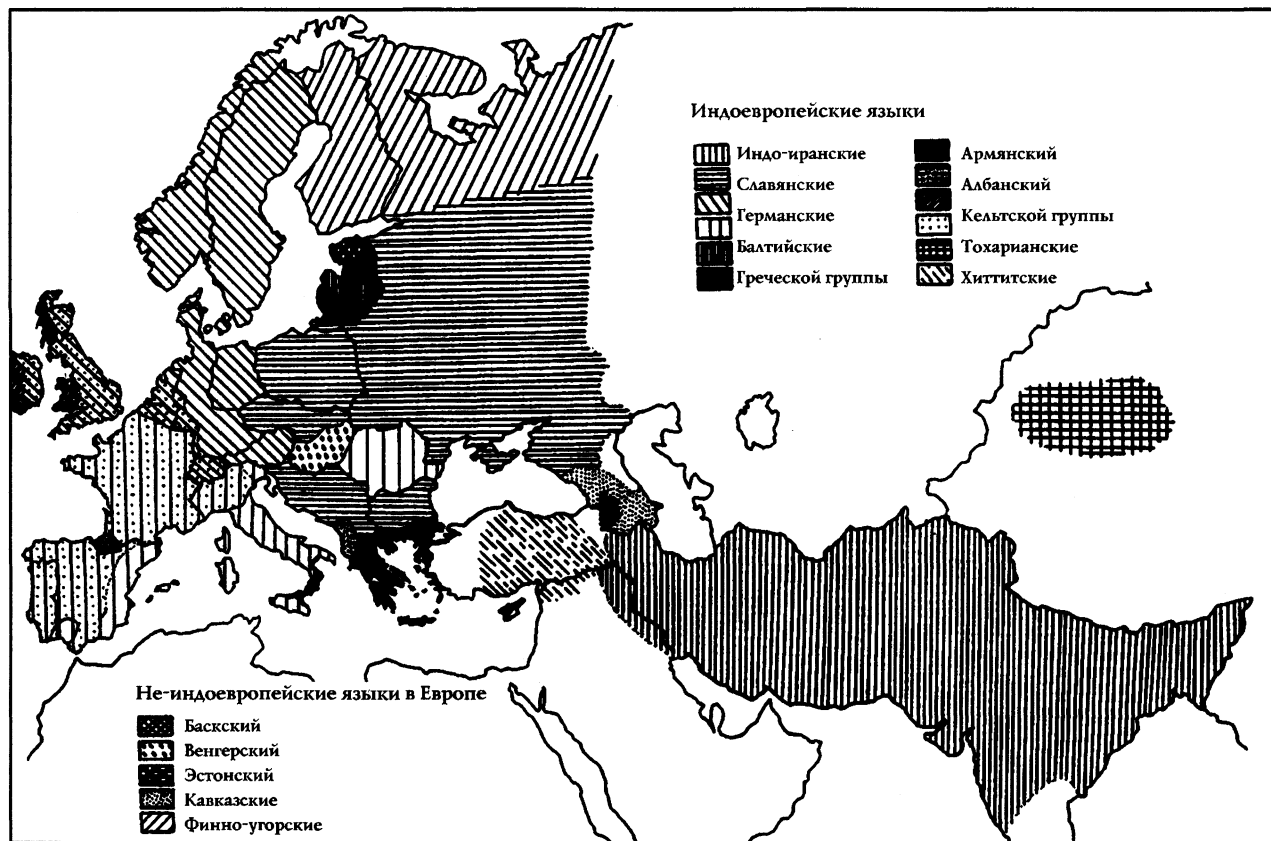 Индоевропейские языки
Индо-иранские
Славянские
Германские
Балтийские
Греческой группы
Армянский
Албанский
Кельтской группы
Тохарианские
Хиттитские
Не-индоевропейские языки в Европе
Баскский
Венгерский
Эстонский
Кавказские
Финно-угорские